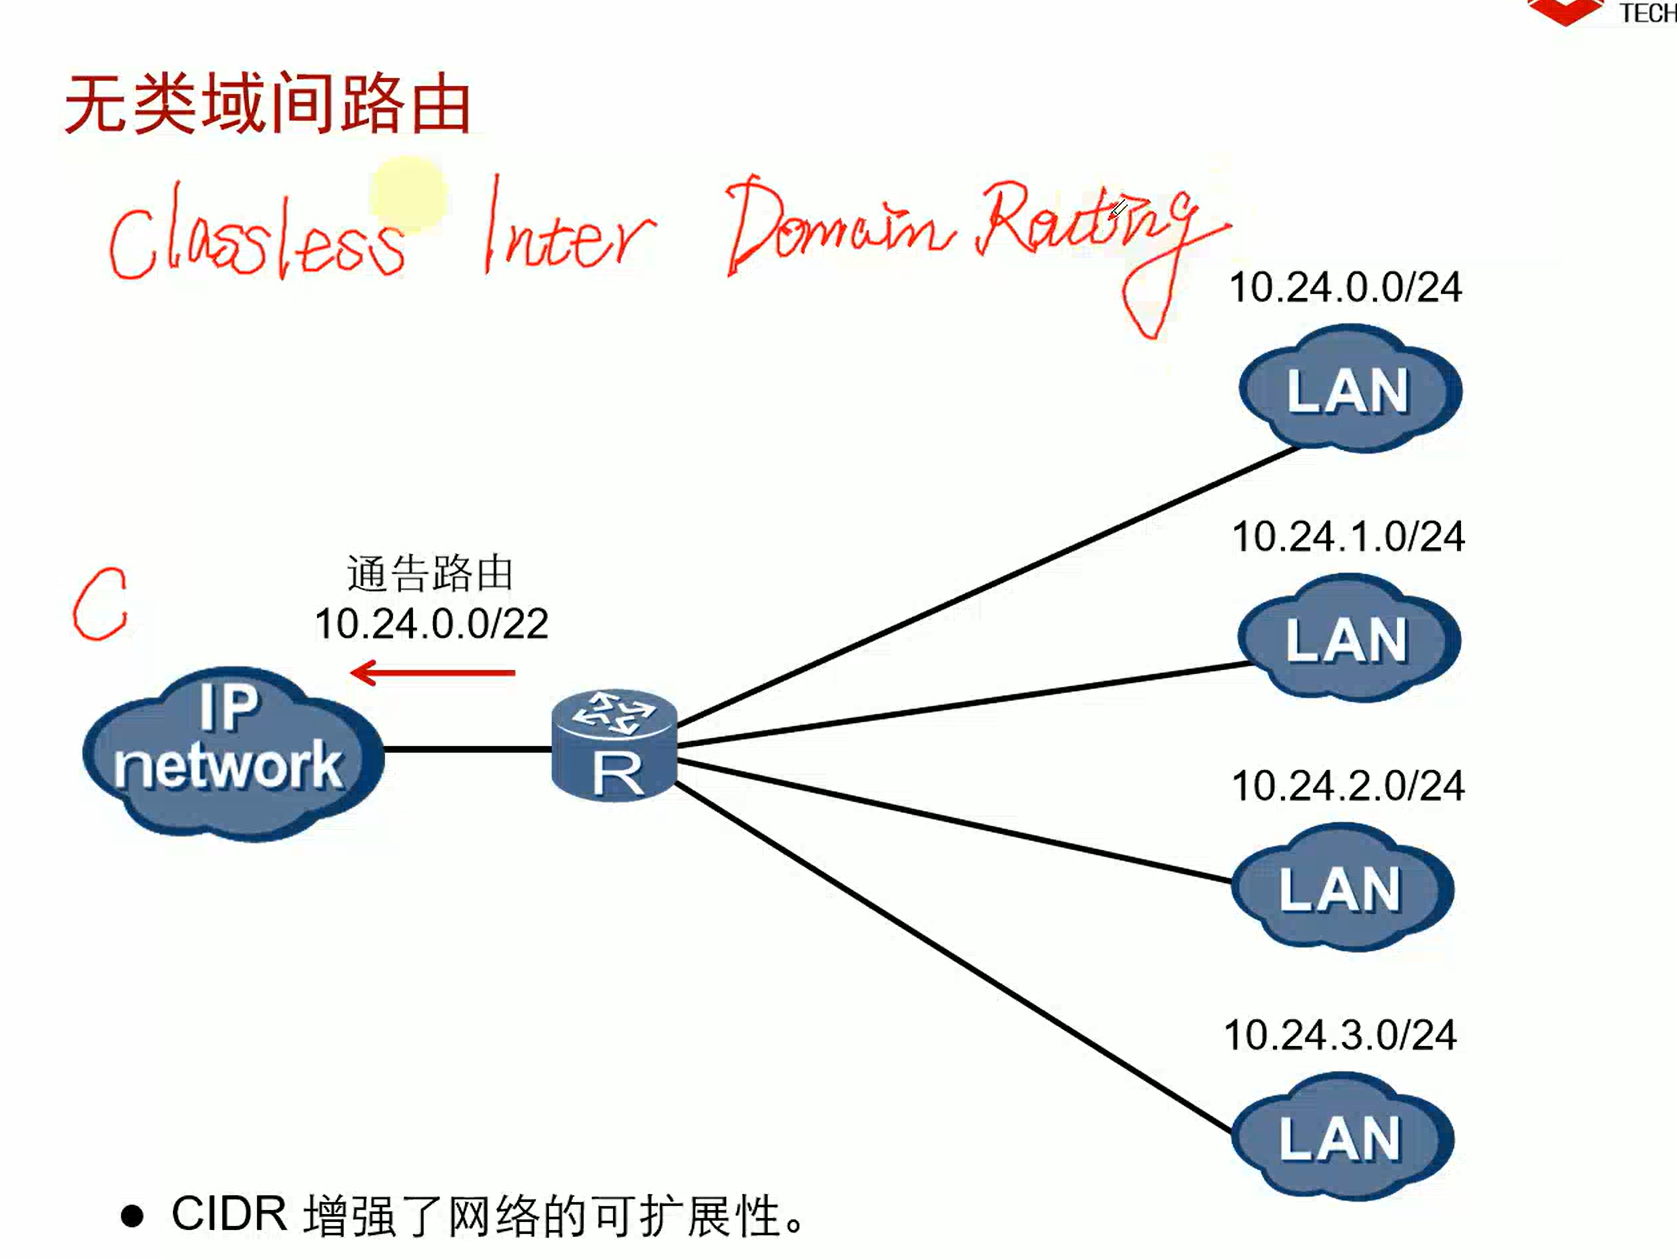 TECH
无类域间路由
Classless Inter Domain Routing
10.24.0.0/24
LAN
10.24.1.0/24
LAN
C
通告路由
10.24.0.0/22
IP
network
R
10.24.2.0/24
LAN
10.24.3.0/24
LAN
● CIDR 增强了网络的可扩展性。